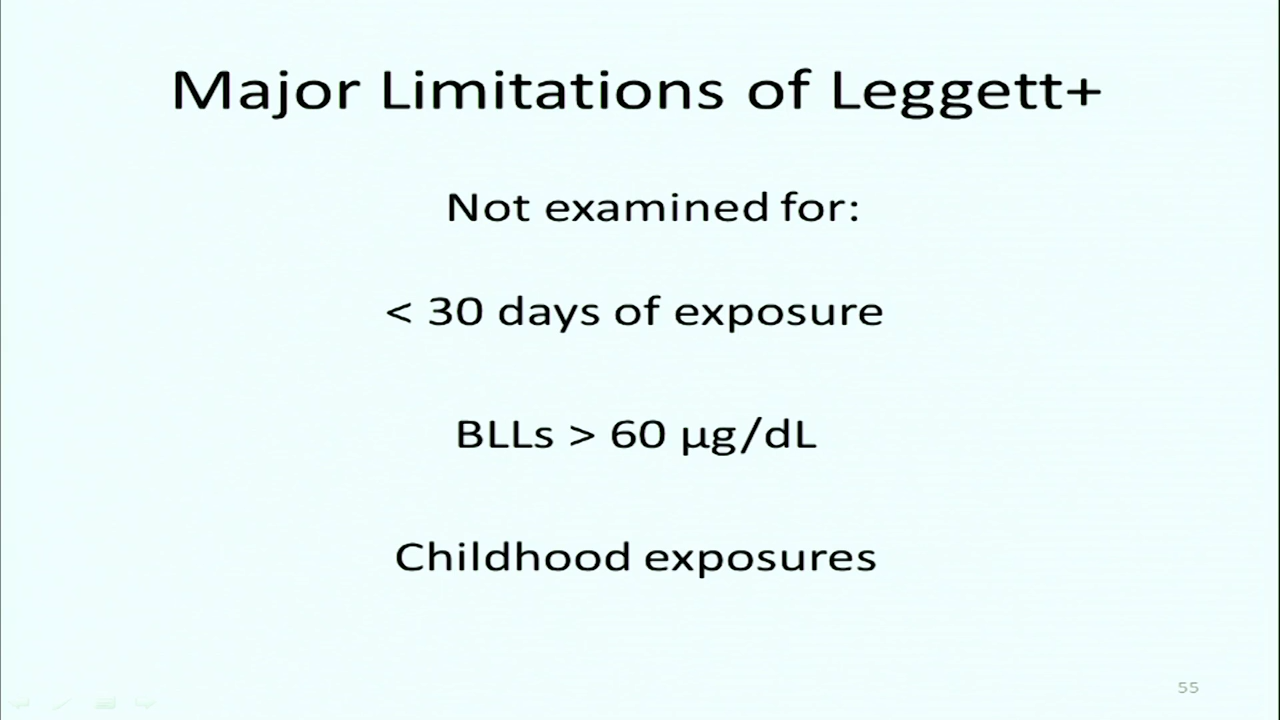 Major Limitations of Leggett+
Not examined for:
< 30 days of exposure
BLLs > 60 µg/dL
Childhood exposures
55